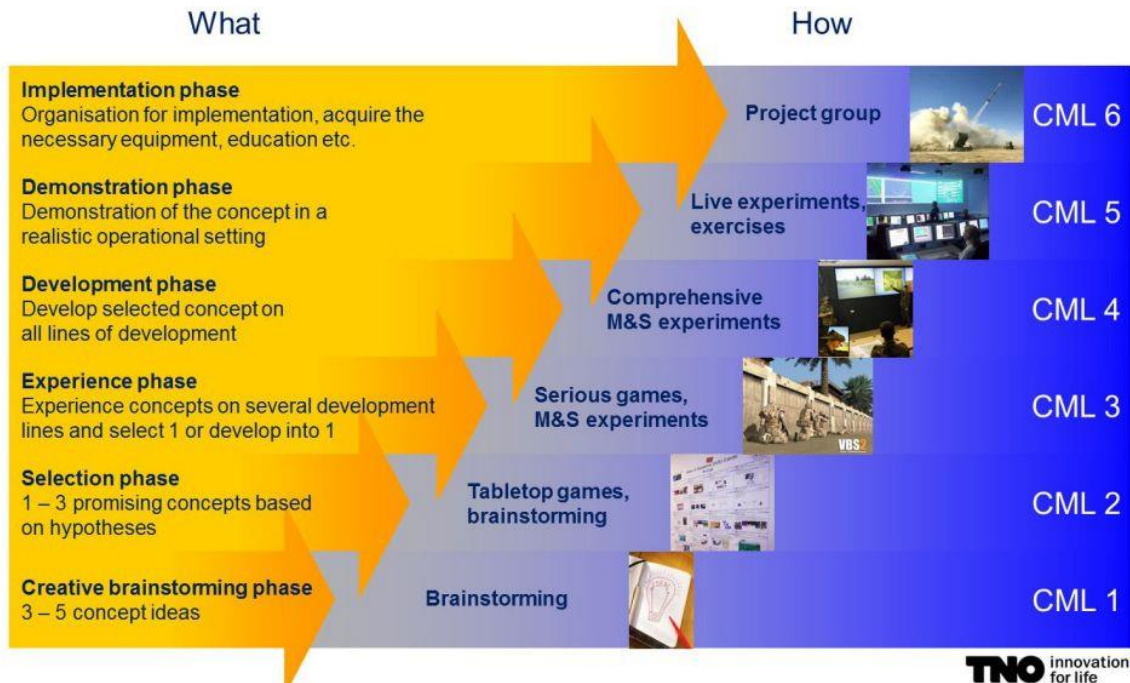 What
How
Implementation phase
Organisation for implementation, acquire the
necessary equipment, education etc.
Project group
CML 6
Demonstration phase
Demonstration of the concept in a
realistic operational setting
Live experiments,
exercises
CML 5
Development phase
Develop selected concept on
all lines of development
Comprehensive
M&S experiments
CML 4
Experience phase
Experience concepts on several development
lines and select 1 or develop into 1
Serious games,
M&S experiments
VBS2
CML 3
Selection phase
1 – 3 promising concepts based
on hypotheses
Tabletop games,
brainstorming
CML 2
Creative brainstorming phase
3 – 5 concept ideas
Brainstorming
CML 1
TNO innovation
for life